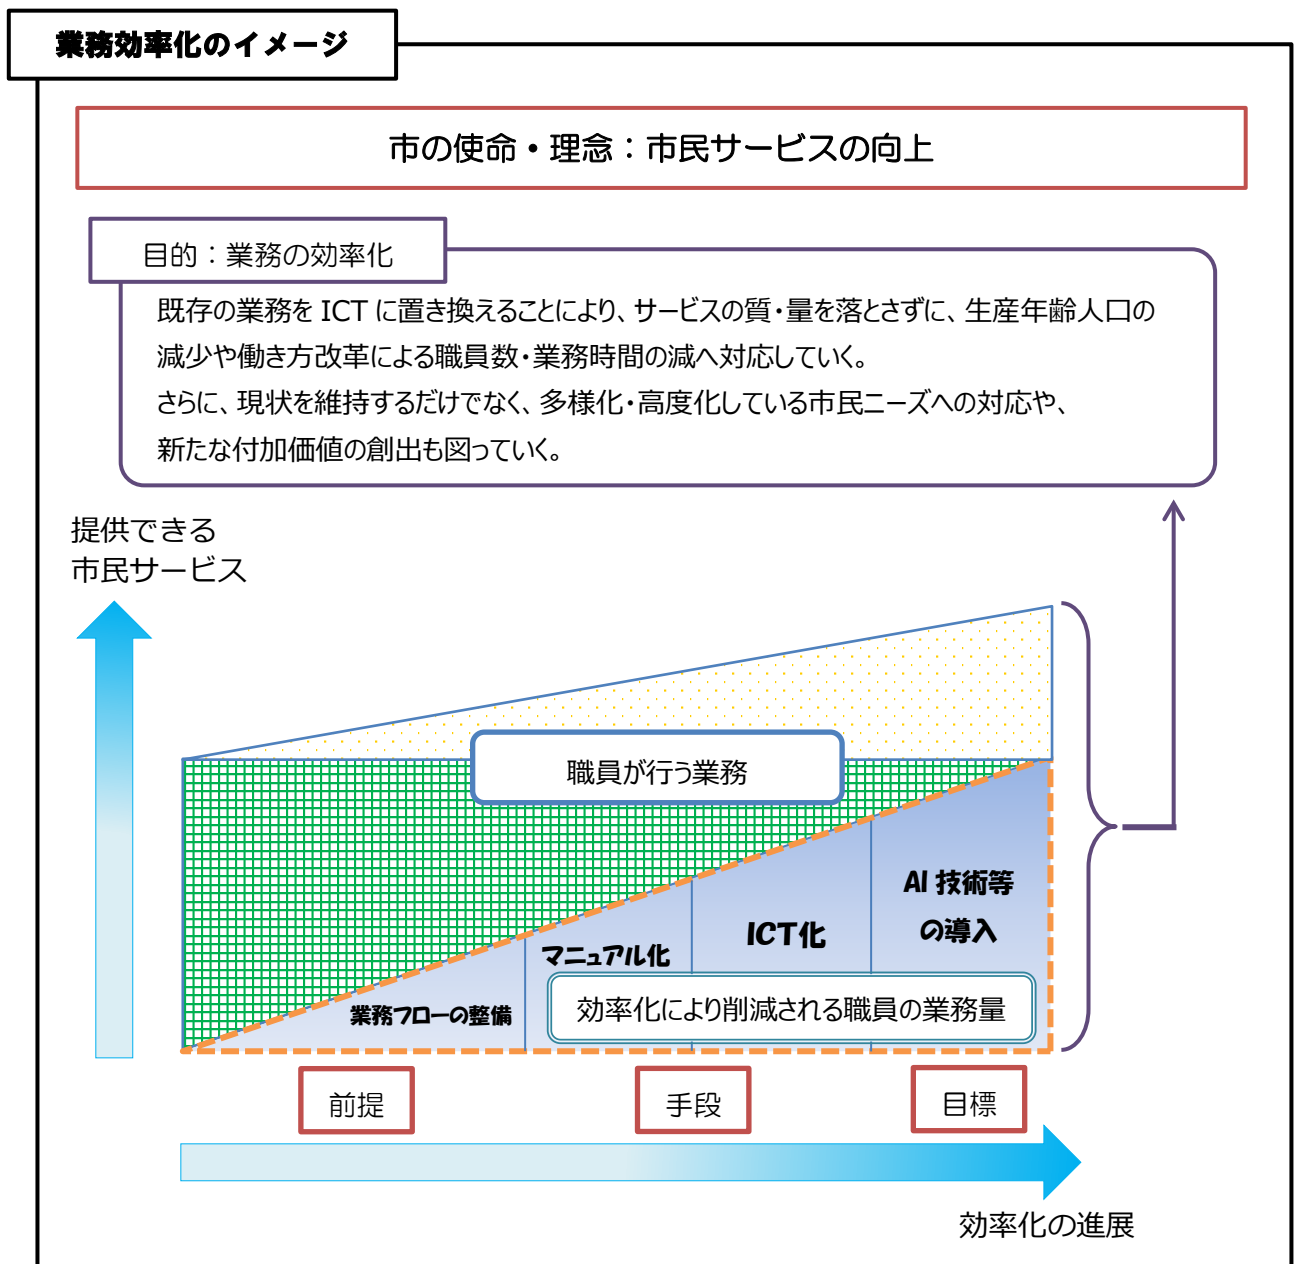 業務効率化のイメージ
市の使命・理念：市民サービスの向上
目的：業務の効率化
既存の業務を ICT に置き換えることにより、サービスの質・量を落とさずに、生産年齢人口の
減少や働き方改革による職員数・業務時間の減へ対応していく。
さらに、現状を維持するだけでなく、多様化・高度化している市民ニーズへの対応や、
新たな付加価値の創出も図っていく。
提供できる
市民サービス
職員が行う業務
AI 技術等
の導入
ICT化
マニュアル化
業務フローの整備
効率化により削減される職員の業務量
前提
手段
目標
効率化の進展